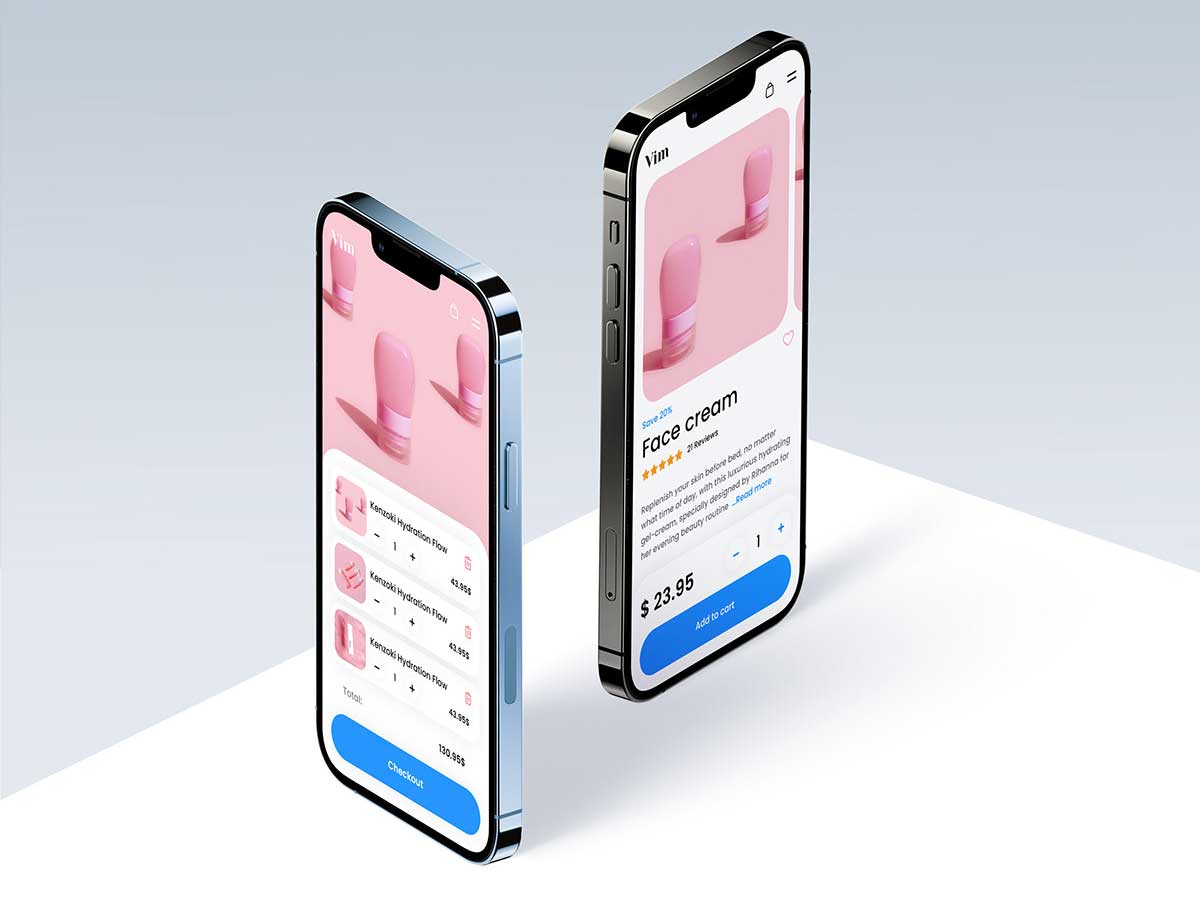 Vim
Kenzoki Hydration Flow
1
43.95$
Kenzoki Hydration Flow
1
43.95$
Kenzoki Hydration Flow
1
43.95$
Total:
130.95$
Checkout
Vim
Save 20%
Face cream
21 Reviews
Replenish your skin before bed, no matter
what time of day, with this luxurious hydrating
gel-cream, specially designed by Rihanna for
her evening beauty routine ...Read more
1
$ 23.95
Add to cart